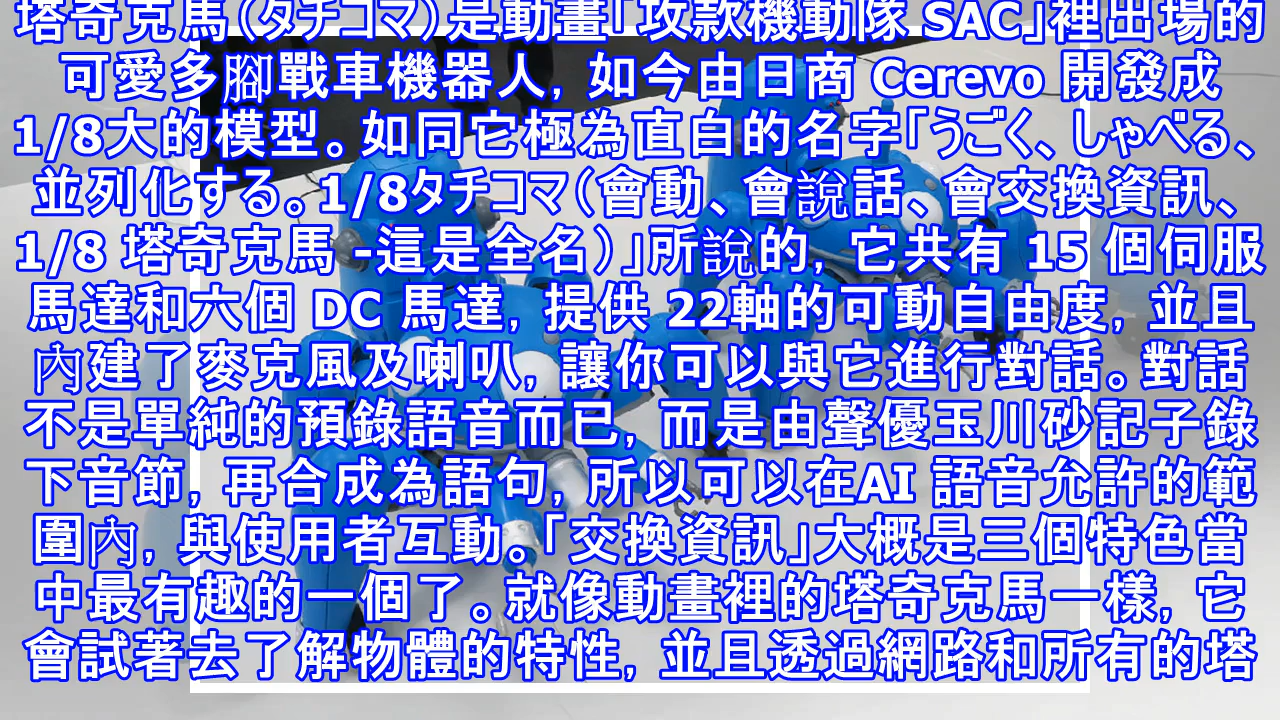 塔奇克馬（タチコマ）是動畫「攻款機動隊 SAC」裡出場的
可愛多腳戰車機器人, 如今由日商 Cerevo 開發成
1/8大的模型。如同它極為直白的名字「うごく、しゃべる、
並列化する。1/8タチコマ（會動、會說話、會交換資訊、
1/8 塔奇克馬 -這是全名）」所說的, 它共有 15 個伺服
馬達和六個 DC 馬達, 提供 22軸的可動自由度, 並且
內建了麥克風及喇叭, 讓你可以與它進行對話。對話
不是單純的預錄語音而已, 而是由聲優玉川砂記子錄
下音節, 再合成為語句, 所以可以在AI 語音允許的範
圍內, 與使用者互動。「交換資訊」大概是三個特色當
中最有趣的一個了。就像動畫裡的塔奇克馬一樣, 它
會試著去了解物體的特性, 並且透過網路和所有的塔